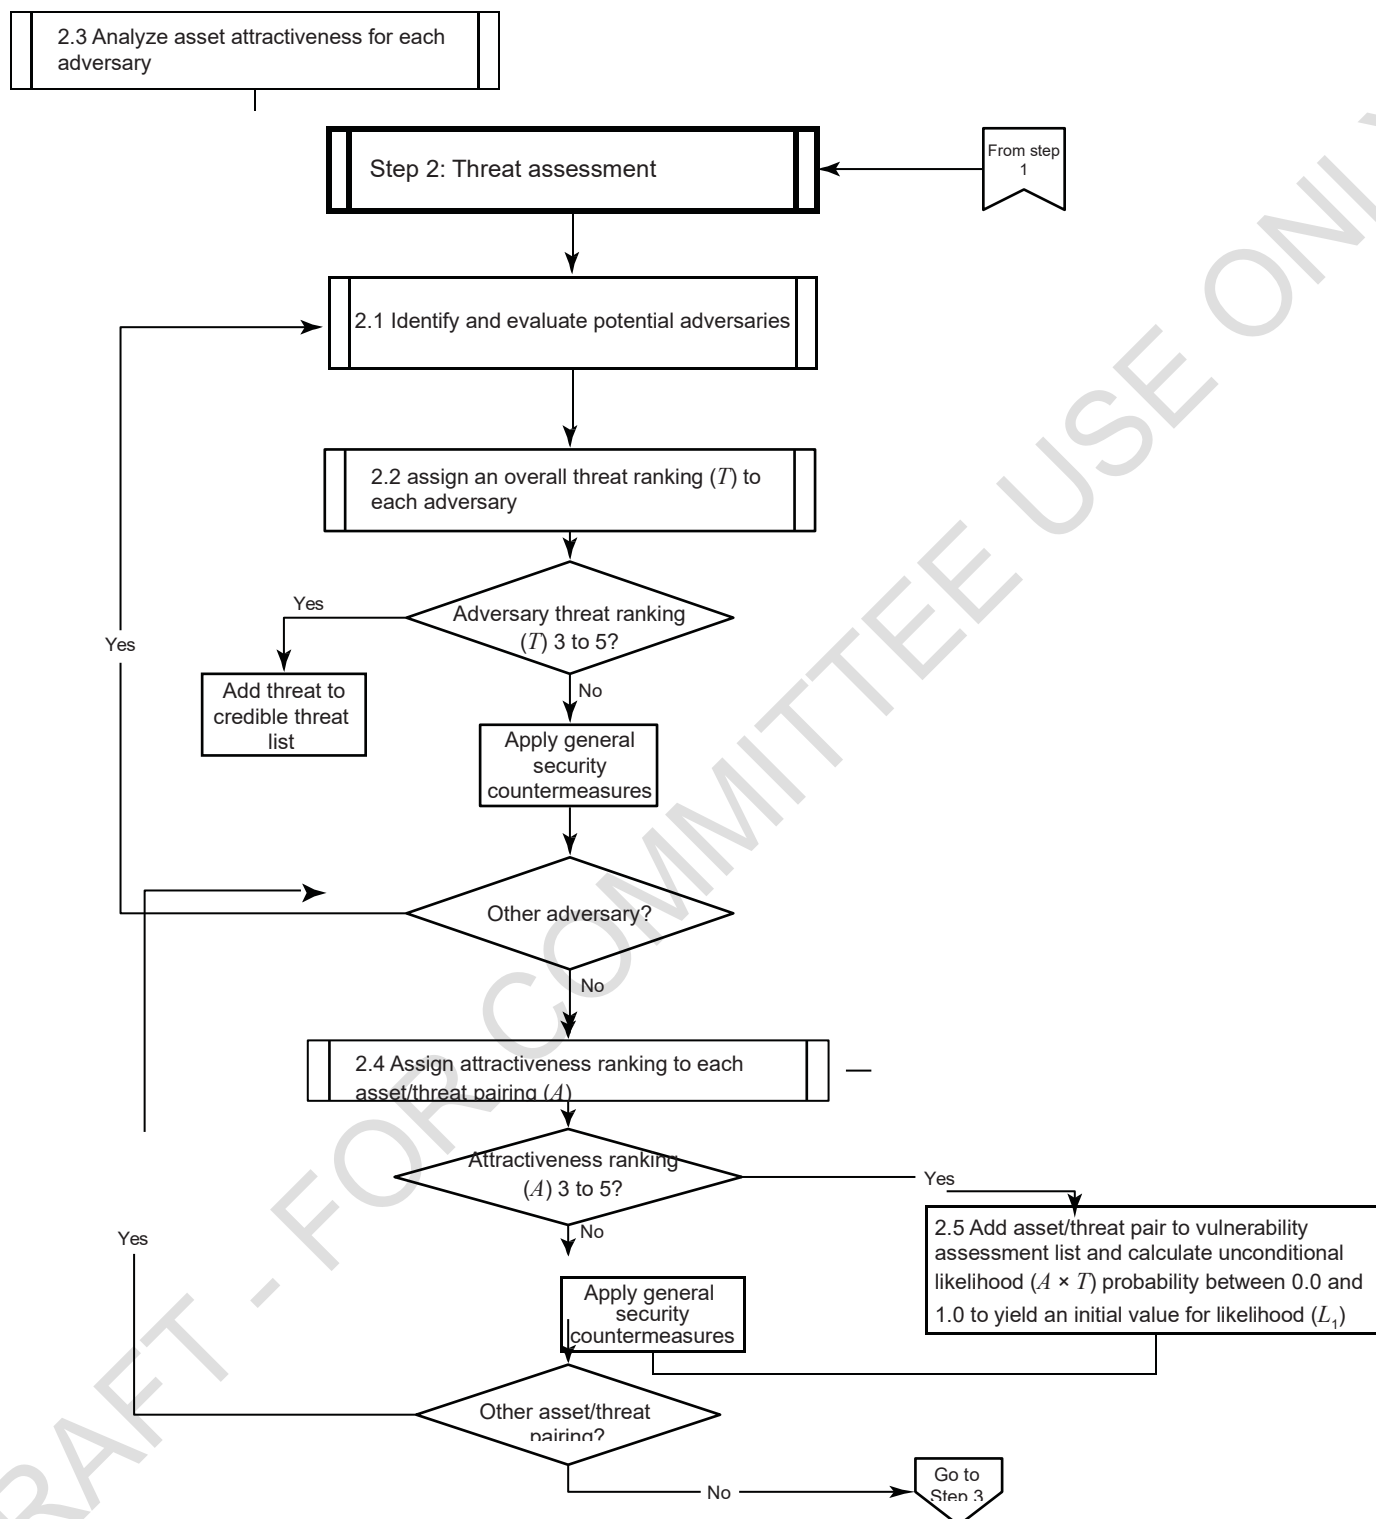 2.3 Analyze asset attractiveness for each
adversary
Step 2: Threat assessment
From step
1
2.1 Identify and evaluate potential adversaries
2.2 assign an overall threat ranking (T) to
each adversary
Yes
Adversary threat ranking
(T) 3 to 5?
Yes
No
Add threat to
credible threat
list
Apply general
security
countermeasures
Other adversary?
No
2.4 Assign attractiveness ranking to each
asset/threat pairing (A)
Attractiveness ranking
(A) 3 to 5?
Yes
No
Yes
2.5 Add asset/threat pair to vulnerability
assessment list and calculate unconditional
likelihood (A × T) probability between 0.0 and
1.0 to yield an initial value for likelihood (L1)
Apply general
security
countermeasures
Other asset/threat
pairing?
No
Go to
Step 3
RAFT - FOR COMMITTEE USE ONLY